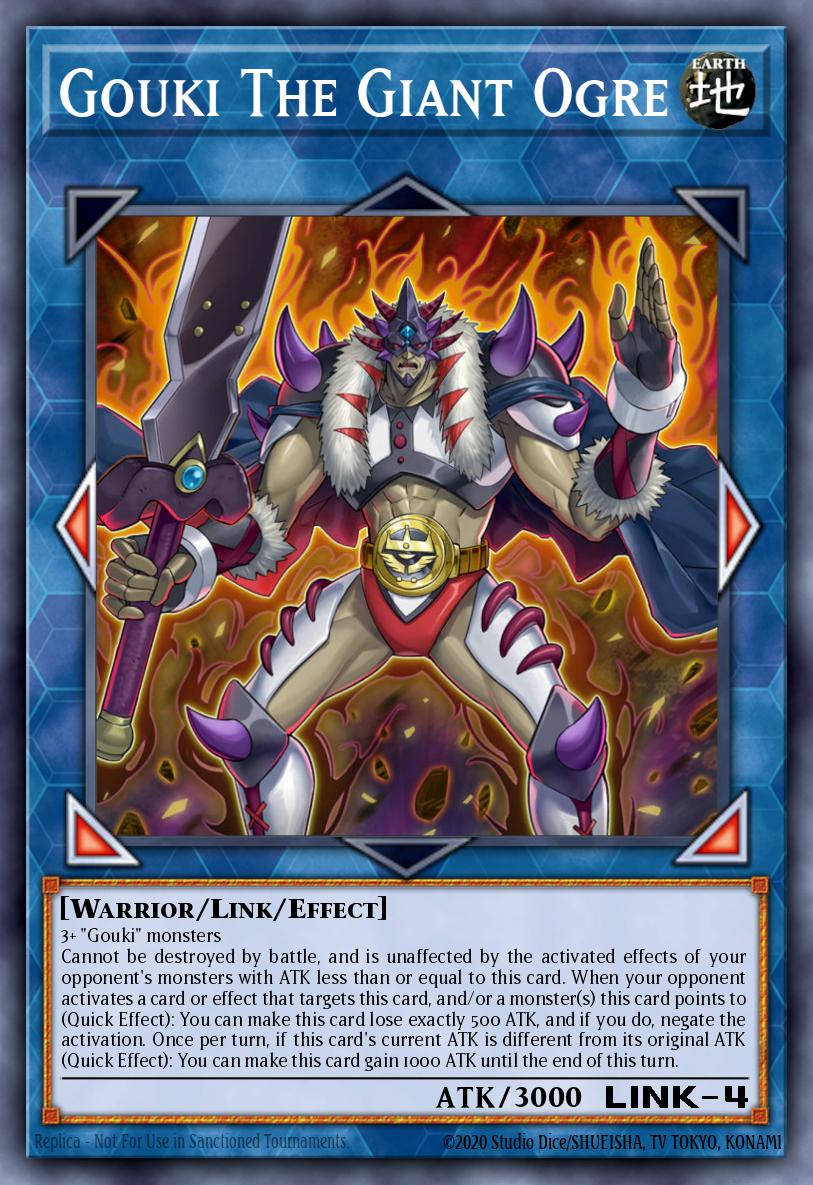 Gouki The Giant Ogre
EARTH
地
[Warrior/Link/Effect]
3+ "Gouki" monsters
Cannot be destroyed by battle, and is unaffected by the activated effects of your
opponent's monsters with ATK less than or equal to this card. When your opponent
activates a card or effect that targets this card, and/or a monster(s) this card points to
(Quick Effect): You can make this card lose exactly 500 ATK, and if you do, negate the
activation. Once per turn, if this card's current ATK is different from its original ATK
(Quick Effect): You can make this card gain 1000 ATK until the end of this turn.
ATK/3000 LINK-4
Replica - Not For Use in Sanctioned Tournaments.
©2020 Studio Dice/SHUEISHA, TV TOKYO, KONAMI